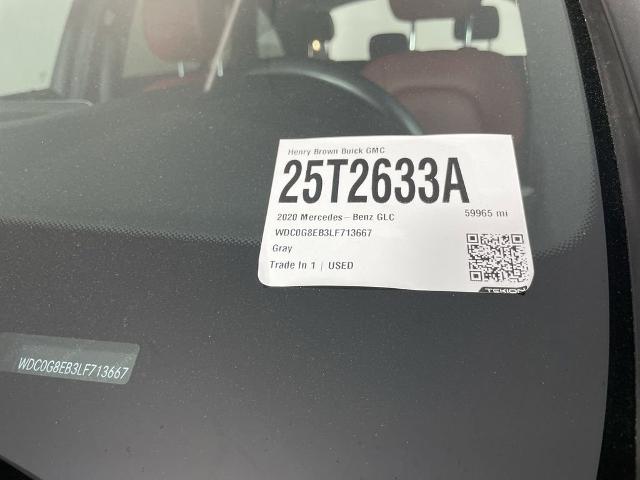 Henry Brown Buick GMC
25T2633A
2020 Mercedes-Benz GLC 59965 mi
WDC0G8EB3LF713667
Gray
Trade In 1 | USED
TEKION
WDC0G8EB3LF713667